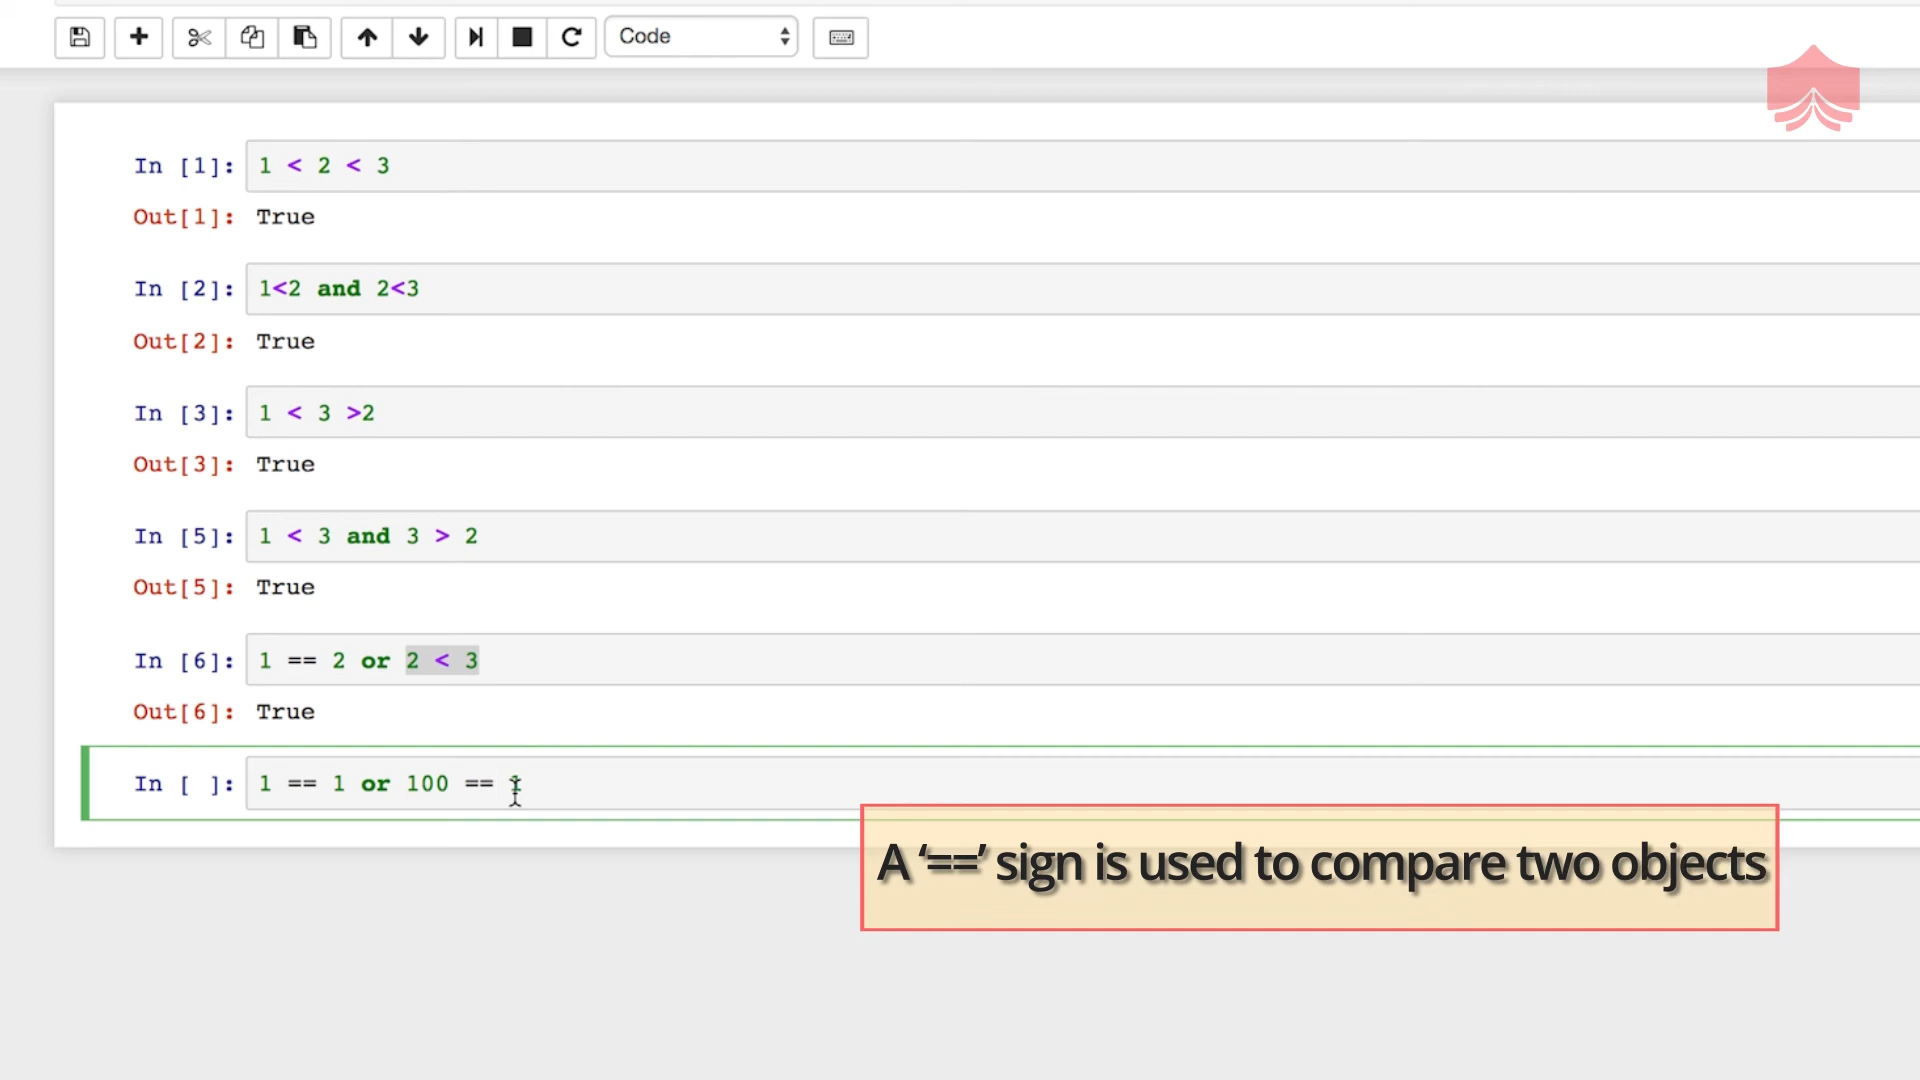 Code
In [1]: 1 < 2 < 3
Out[1]: True
In [2]: 1<2 and 2<3
Out[2]: True
In [3]: 1 < 3 >2
Out[3]: True
In [5]: 1 < 3 and 3 > 2
Out[5]: True
In [6]: 1 == 2 or 2 < 3
Out[6]: True
In [ ]: 1 == 1 or 100 == 1
A ‘==’ sign is used to compare two objects